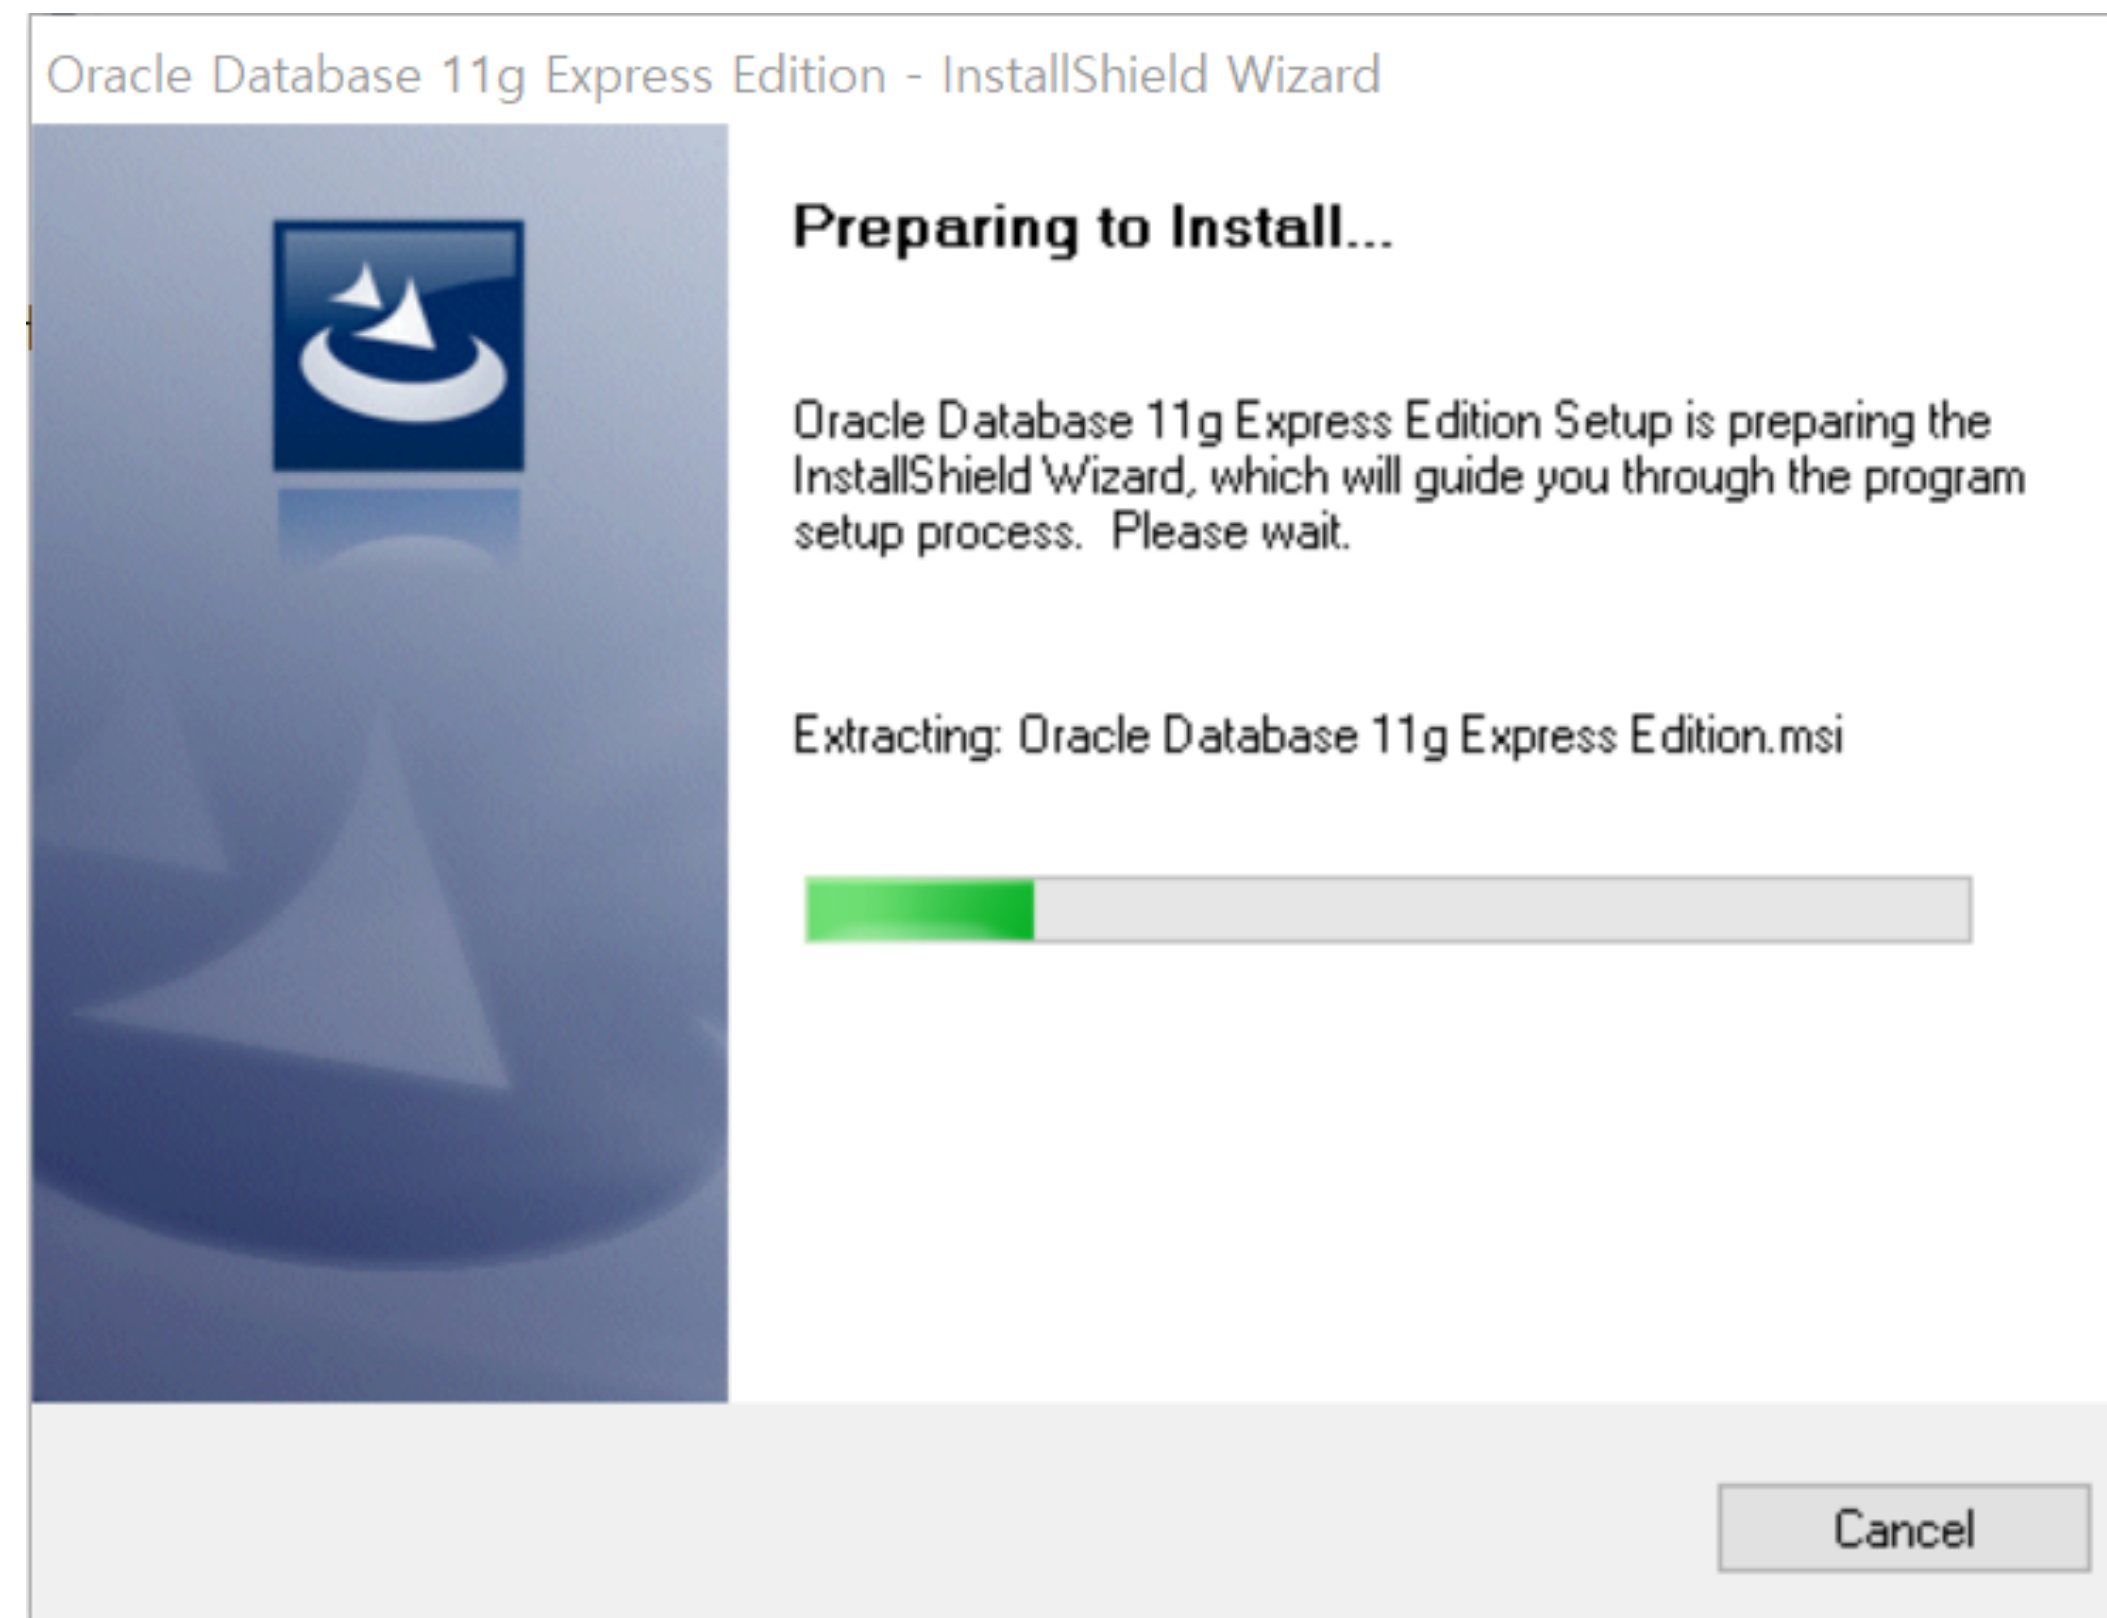 Oracle Database 11g Express Edition - InstallShield Wizard
Preparing to Install...
Oracle Database 11g Express Edition Setup is preparing the
InstallShield Wizard, which will guide you through the program
setup process.  Please wait.
Extracting: Oracle Database 11g Express Edition.msi
Cancel